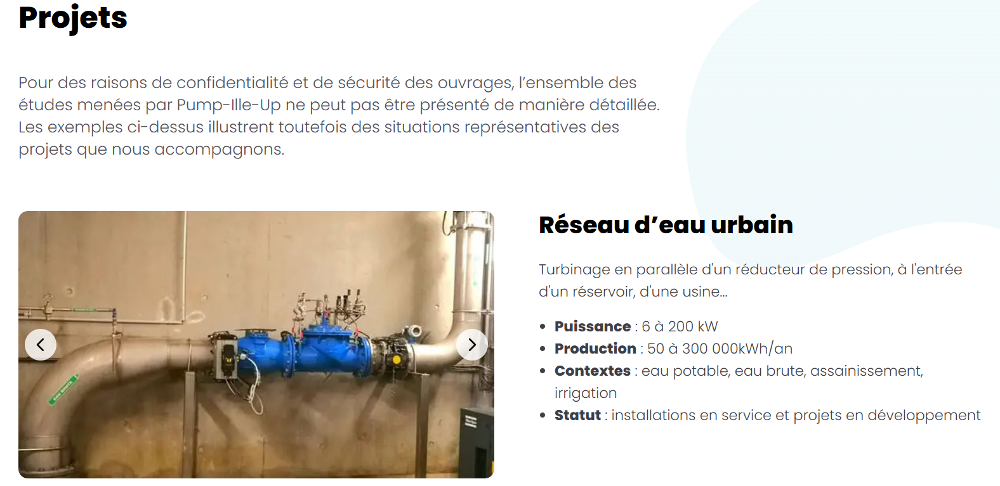 Projets
Pour des raisons de confidentialité et de sécurité des ouvrages, l’ensemble des
études menées par Pump-Ille-Up ne peut pas être présenté de manière détaillée.
Les exemples ci-dessus illustrent toutefois des situations représentatives des
projets que nous accompagnons.
Réseau d’eau urbain
Turbinage en parallèle d'un réducteur de pression, à l'entrée
d'un réservoir, d'une usine...
Puissance : 6 à 200 kW
Production : 50 à 300 000kWh/an
Contextes : eau potable, eau brute, assainissement,
irrigation
Statut : installations en service et projets en développement